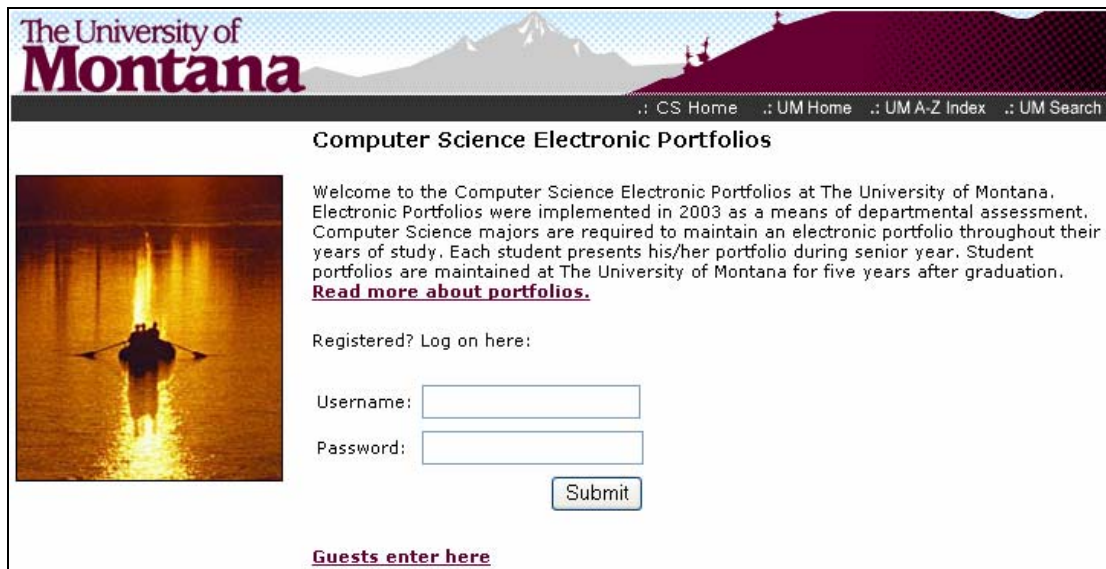 The University of
Montana
.: CS Home .: UM Home .: UM A-Z Index .: UM Search
Computer Science Electronic Portfolios
Welcome to the Computer Science Electronic Portfolios at The University of Montana.
Electronic Portfolios were implemented in 2003 as a means of departmental assessment.
Computer Science majors are required to maintain an electronic portfolio throughout their
years of study. Each student presents his/her portfolio during senior year. Student
portfolios are maintained at The University of Montana for five years after graduation.
Read more about portfolios.
Registered? Log on here:
Username:
Password:
Submit
Guests enter here